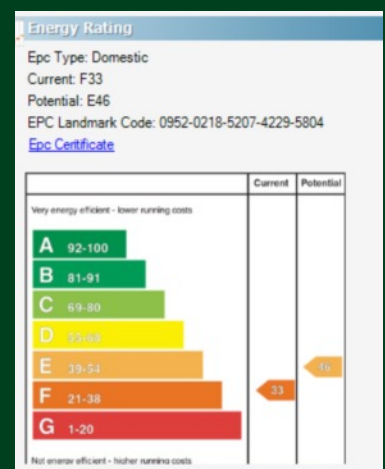 Energy Rating
Epc Type: Domestic
Current: F33
Potential: E46
EPC Landmark Code: 0952-0218-5207-4229-5804
Epc Certificate
Current Potential
Very energy efficient - lower running costs
A 92-100
B 81-91
C 69-80
D 55-68
E 39-54
46
F 21-38
33
G 1-20
Not energy efficient - higher running costs